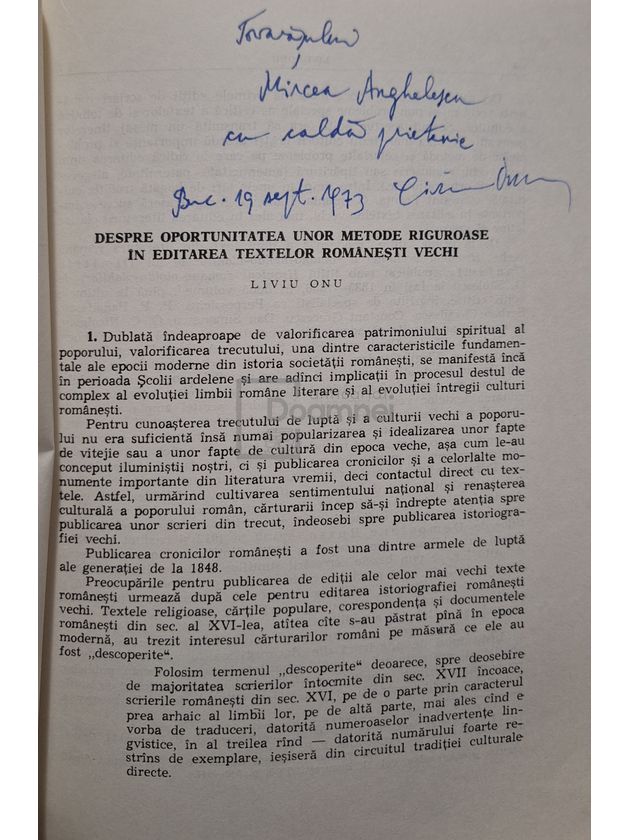 Tovarășului
Mircea Anghelescu
cu caldă prietenie
Buc. 19 sept. 1973
DESPRE OPORTUNITATEA UNOR METODE RIGUROASE
ÎN EDITAREA TEXTELOR ROMÂNEȘTI VECHI
LIVIU ONU
1. Dublată îndeaproape de valorificarea patrimoniului spiritual al
poporului, valorificarea trecutului, una dintre caracteristicile fundamen-
tale ale epocii moderne din istoria societății românești, se manifestă încă
în perioada Școlii ardelene și are adînci implicații în procesul destul de
complex al evoluției limbii române literare și al evoluției întregii culturi
românești.
Pentru cunoașterea trecutului de luptă și a culturii vechi a poporu-
lui nu era suficientă însă numai popularizarea și idealizarea unor fapte
de vitejie sau a unor fapte de cultură din epoca veche, așa cum le-au
conceput iluminiștii noștri, ci și publicarea cronicilor și a celorlalte mo-
numente importante din literatura vremii, deci contactul direct cu tex-
tele. Astfel, urmărind cultivarea sentimentului național și renașterea
culturală a poporului român, cărturarii încep să-și îndrepte atenția spre
publicarea unor scrieri din trecut, îndeosebi spre publicarea istoriogra-
fiei vechi.
Publicarea cronicilor românești a fost una dintre armele de luptă
ale generației de la 1848.
Preocupările pentru publicarea de ediții ale celor mai vechi texte
românești urmează după cele pentru editarea istoriografiei românești
vechi. Textele religioase, cărțile populare, corespondența și documentele
românești din sec. al XVI-lea, atîtea cîte s-au păstrat pînă în epoca
modernă, au trezit interesul cărturarilor români pe măsură ce ele au
fost „descoperite“.
Folosim termenul „descoperite“ deoarece, spre deosebire
de majoritatea scrierilor întocmite din sec. XVII încoace,
scrierile românești din sec. XVI, pe de o parte prin caracterul
prea arhaic al limbii lor, pe de altă parte, mai ales cînd e
vorba de traduceri, datorită numeroaselor inadvertențe lin-
gvistice, în al treilea rînd — datorită numărului foarte re-
strîns de exemplare, ieșiseră din circuitul tradiției culturale
directe.